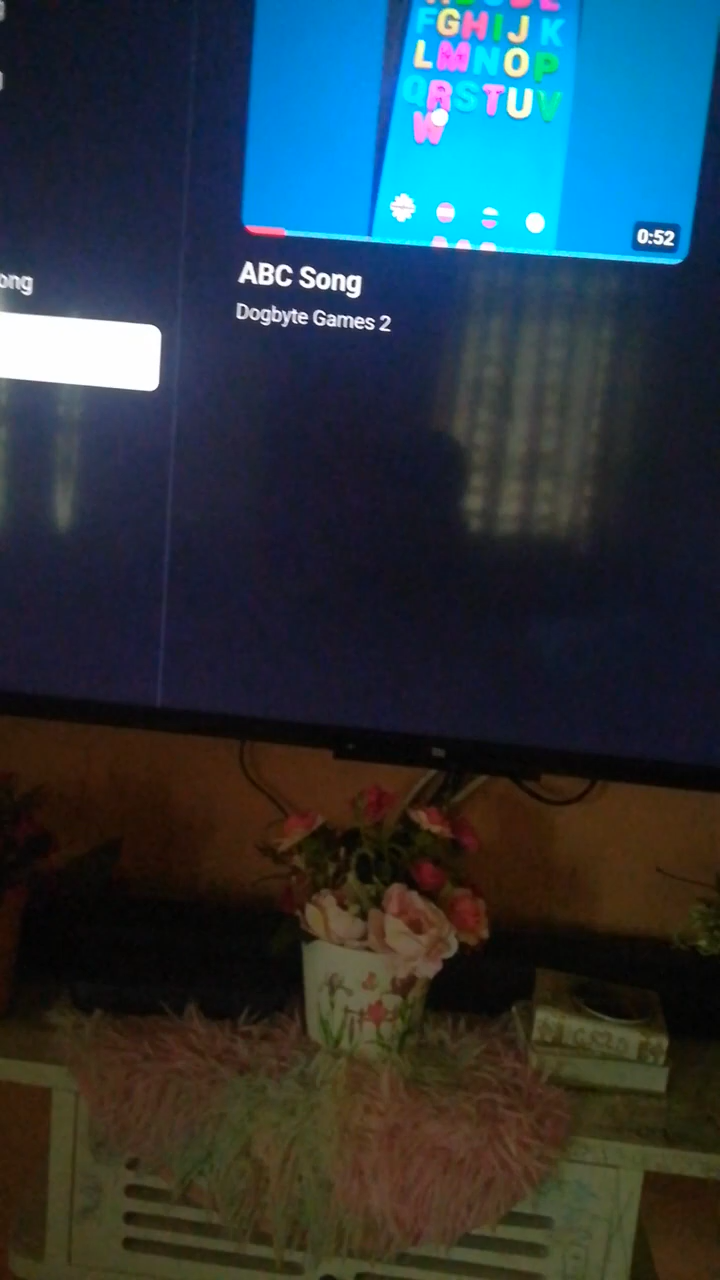 FGHIJK
LMNOP
QRSTUV
W
0:52
ong
ABC Song
Dogbyte Games 2